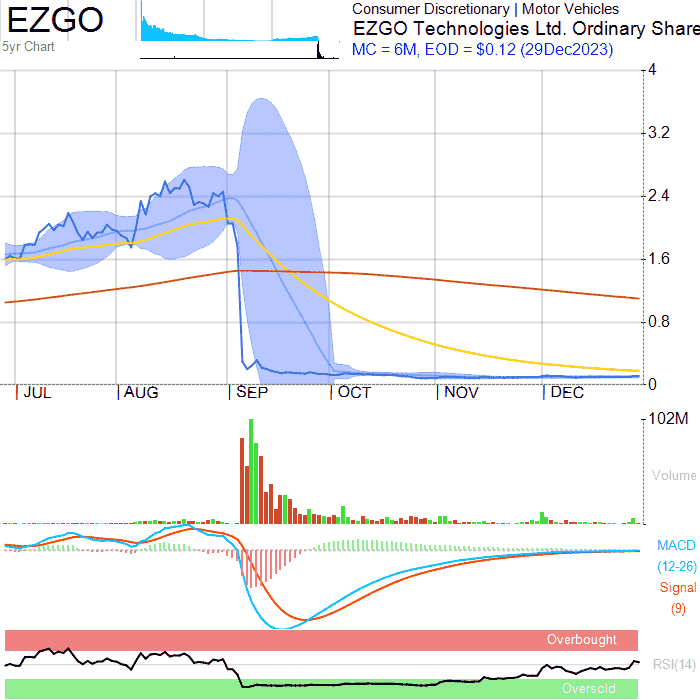 EZGO
Consumer Discretionary | Motor Vehicles
EZGO Technologies Ltd. Ordinary Share
5yr Chart
MC = 6M, EOD = $0.12 (29Dec2023)
4
3.2
2.4
1.6
0.8
0
JUL AUG SEP OCT NOV DEC
102M
Volume
MACD
(12-26)
Signal
(9)
Overbought
RSI(14)
Oversold